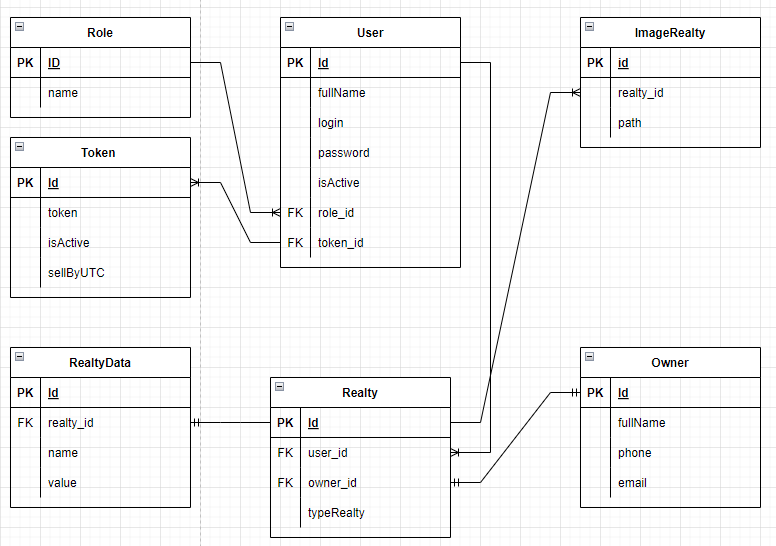 Role
PK ID
name
User
PK Id
fullName
login
password
isActive
FK role_id
FK token_id
ImageRealty
PK id
realty_id
path
Token
PK Id
token
isActive
sellByUTC
RealtyData
PK Id
FK realty_id
name
value
Realty
PK Id
FK user_id
FK owner_id
typeRealty
Owner
PK Id
fullName
phone
email